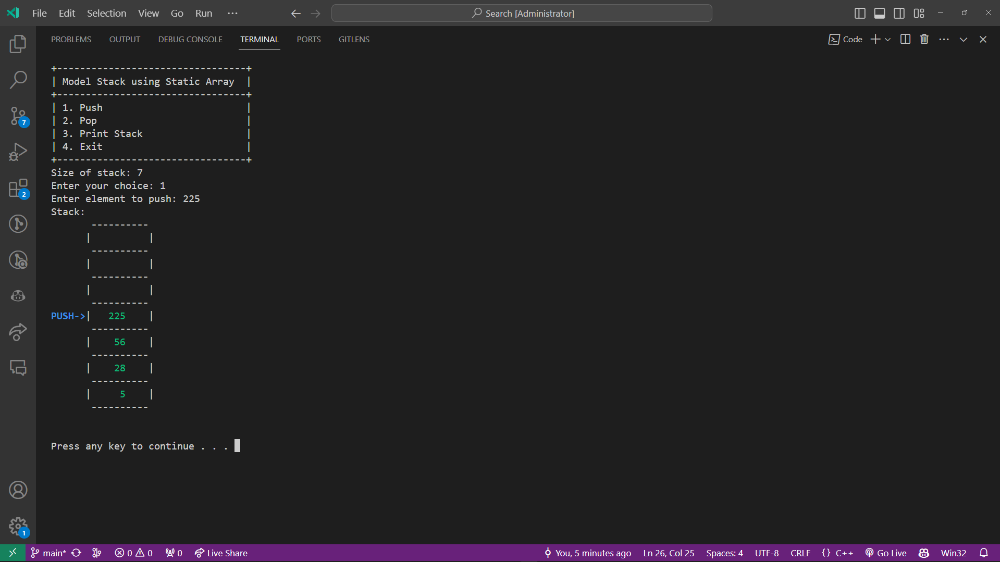 File Edit Selection View Go Run ··· Search [Administrator]
PROBLEMS OUTPUT DEBUG CONSOLE TERMINAL PORTS GITLENS Code
+---------------------------------+
| Model Stack using Static Array  |
+---------------------------------+
| 1. Push                         |
| 2. Pop                          |
| 3. Print Stack                  |
| 4. Exit                         |
+---------------------------------+
Size of stack: 7
Enter your choice: 1
Enter element to push: 225
Stack:
       ----------
      |          |
       ----------
      |          |
       ----------
      |          |
       ----------
PUSH->|   225    |
       ----------
      |    56    |
       ----------
      |    28    |
       ----------
      |     5    |
       ----------
Press any key to continue . . .
7
2
1
main* 0 0 0 Live Share You, 5 minutes ago Ln 26, Col 25 Spaces: 4 UTF-8 CRLF {} C++ Go Live Win32